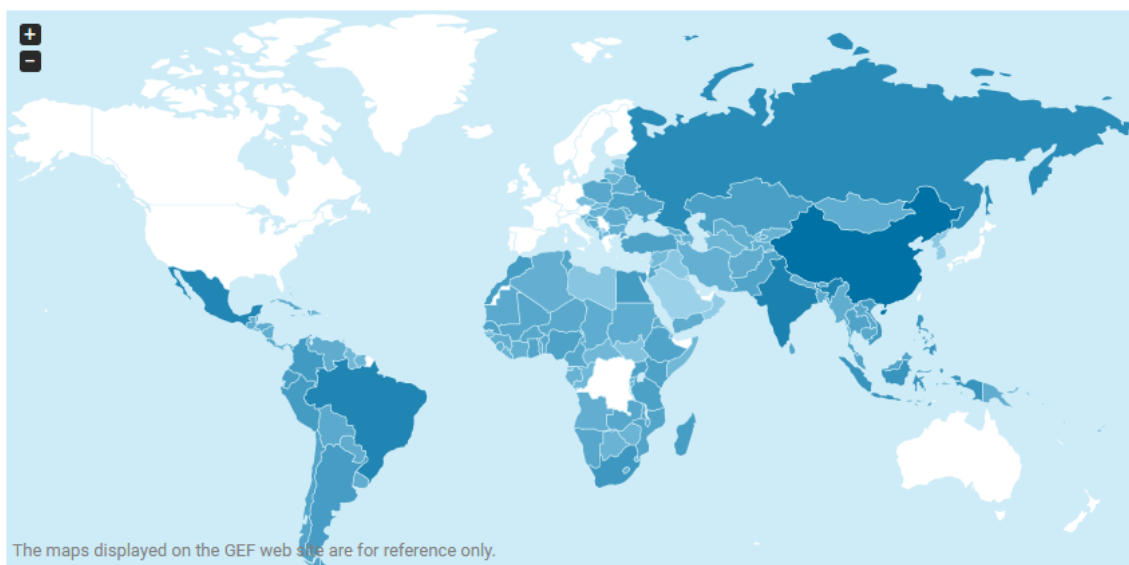 +
−
The maps displayed on the GEF web site are for reference only.